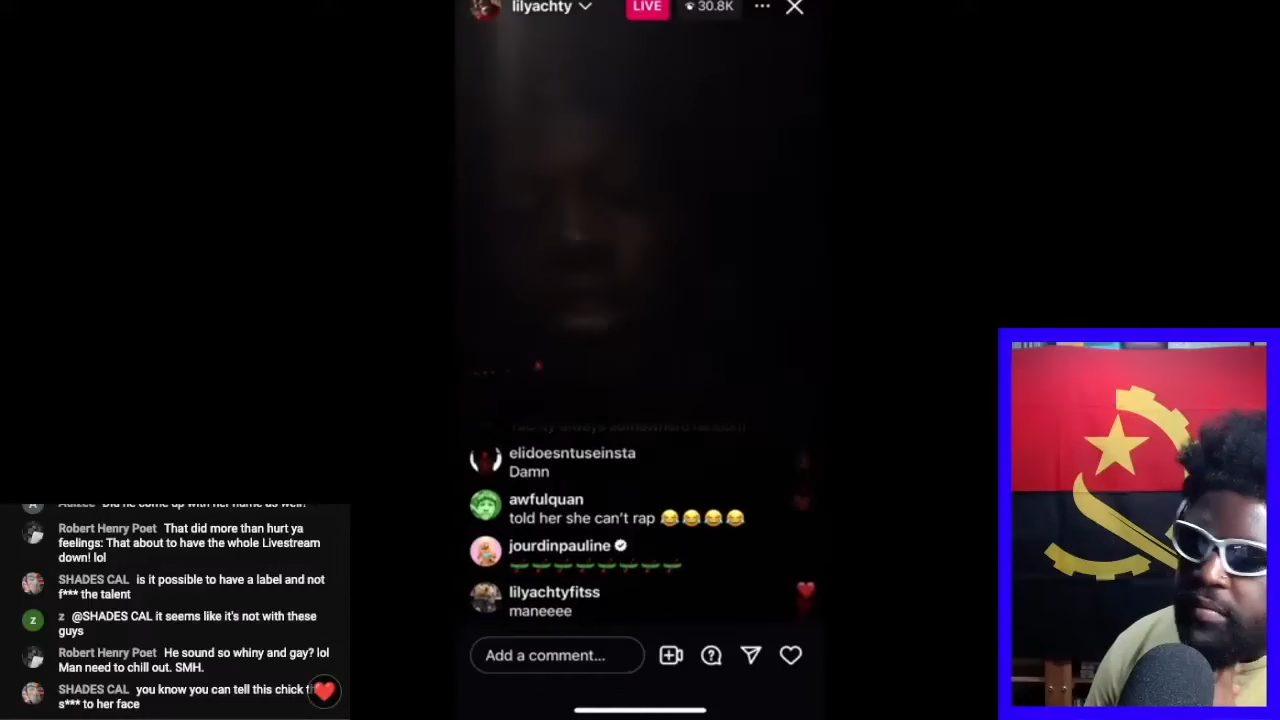 lilyachty
LIVE
30.8K
elidoesntuseinsta
Damn
awfulquan
told her she can't rap 😂😂😂😂
jourdinpauline
lilyachtyfitss
maneeee
Add a comment...
Robert Henry Poet That did more than hurt ya
feelings: That about to have the whole Livestream
down! lol
SHADES CAL is it possible to have a label and not
f*** the talent
z @SHADES CAL it seems like it's not with these
guys
Robert Henry Poet He sound so whiny and gay? lol
Man need to chill out. SMH.
SHADES CAL you know you can tell this chick
s*** to her face